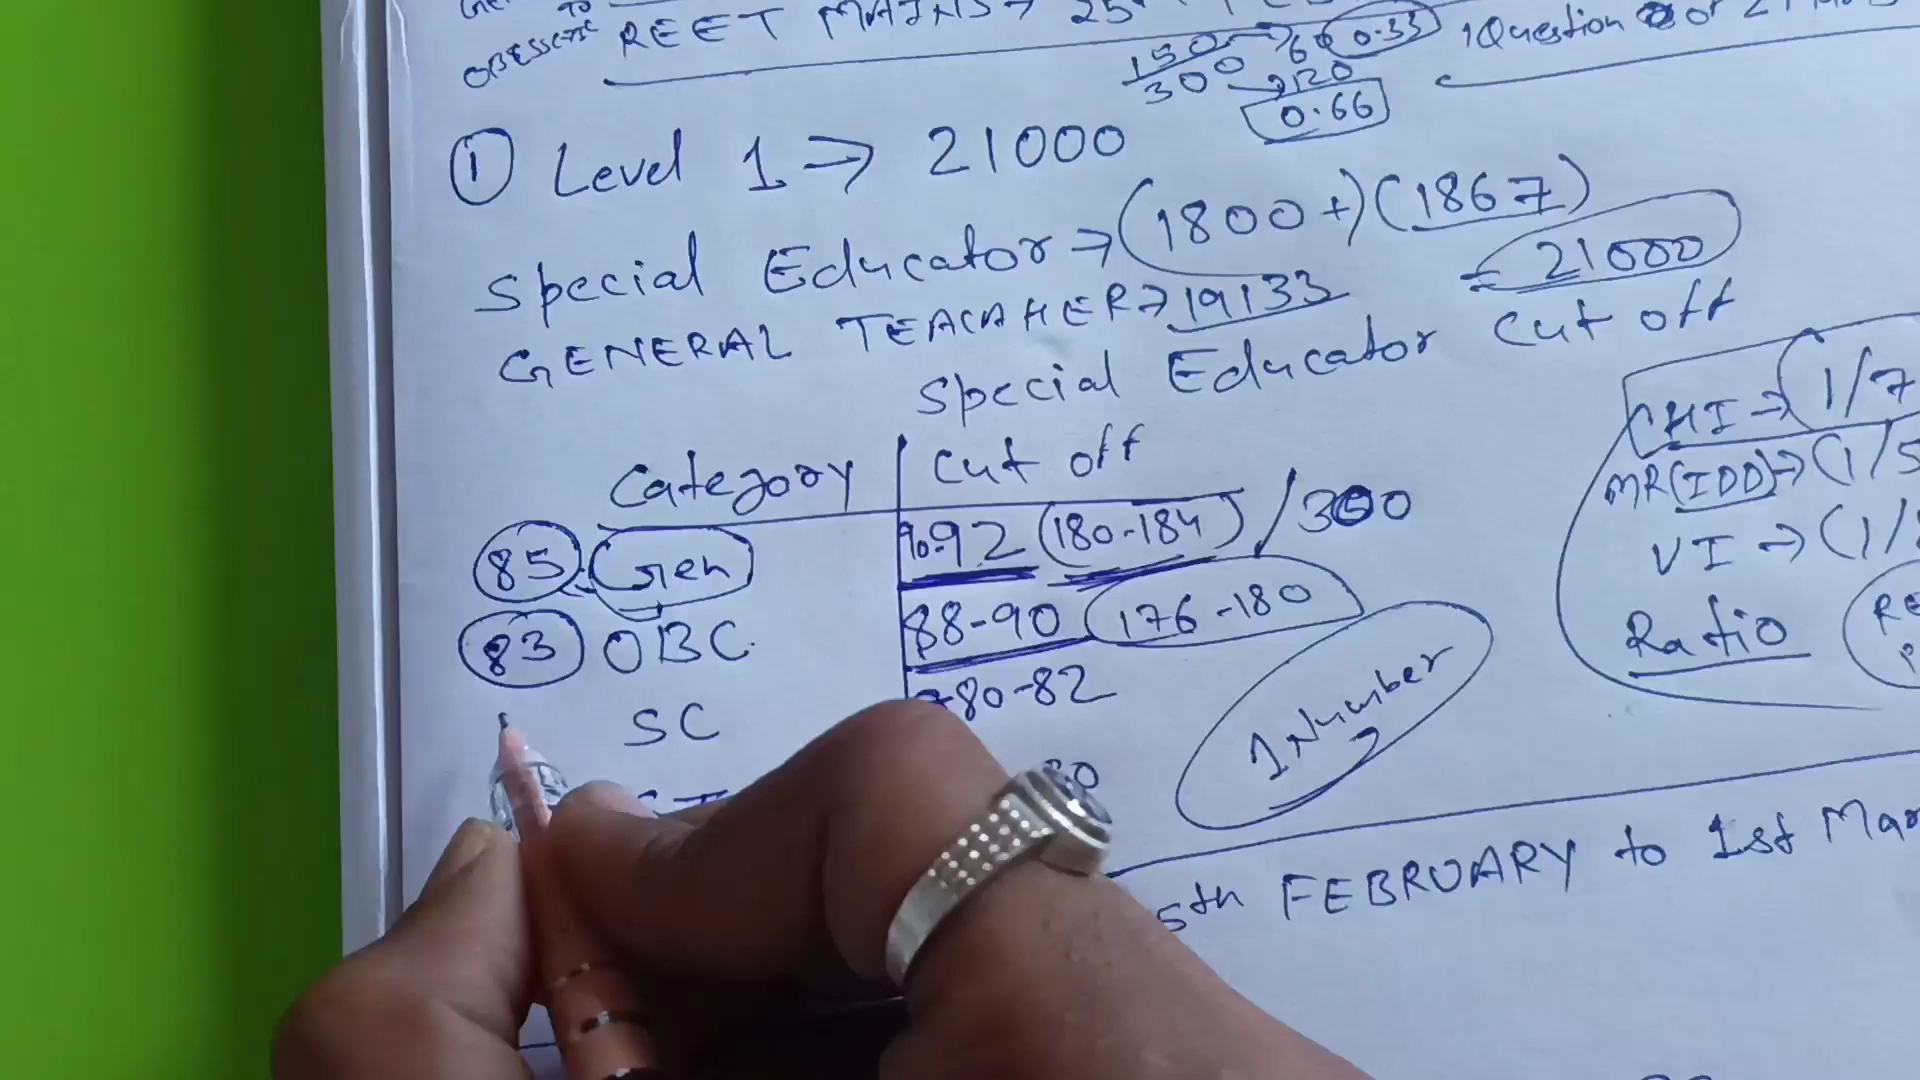 REET MAINS → 25
150 → 60 0.33
300 → 120
0.66
1 Question
① Level 1 ⇒ 21000
Special Educator → (1800+) (1867)
= 21000
GENERAL TEACAHER → 19133
Special Educator cut off
Category cut off
85 Gen 90-92 (180-184) /300
83 OBC 88-90 176-180
SC 80-82
1 Number
CHI → 1/7
MR(IDD) → (1/5
VI → (1/
Ratio
5th FEBRUARY to 1st Mar